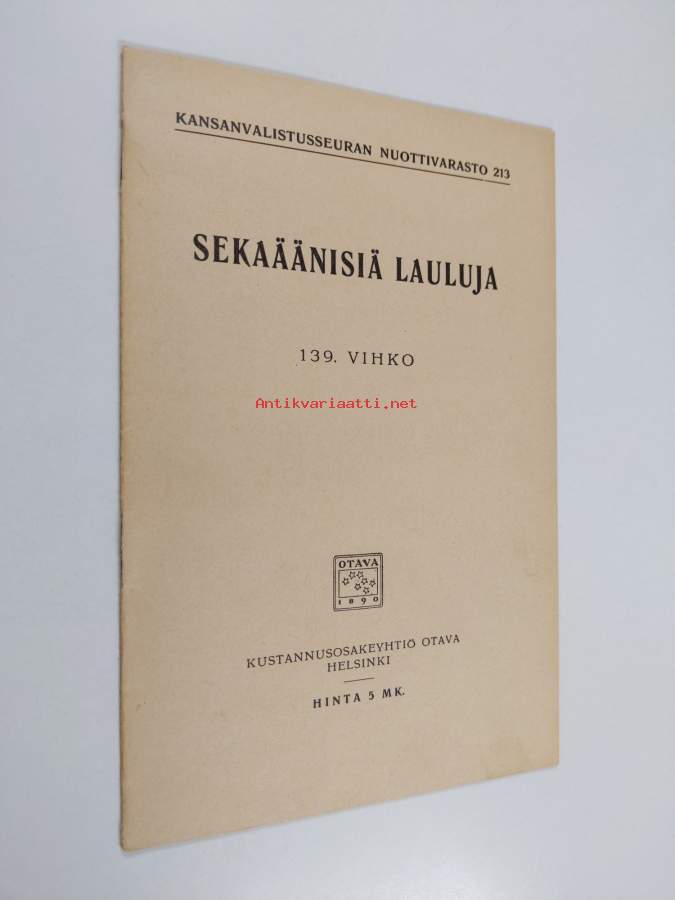 KANSANVALISTUSSEURAN NUOTTIVARASTO 213
SEKAÄÄNISIÄ LAULUJA
139. VIHKO
Antikvariaatti.net
OTAVA
1890
KUSTANNUSOSAKEYHTIÖ OTAVA
HELSINKI
HINTA 5 MK.